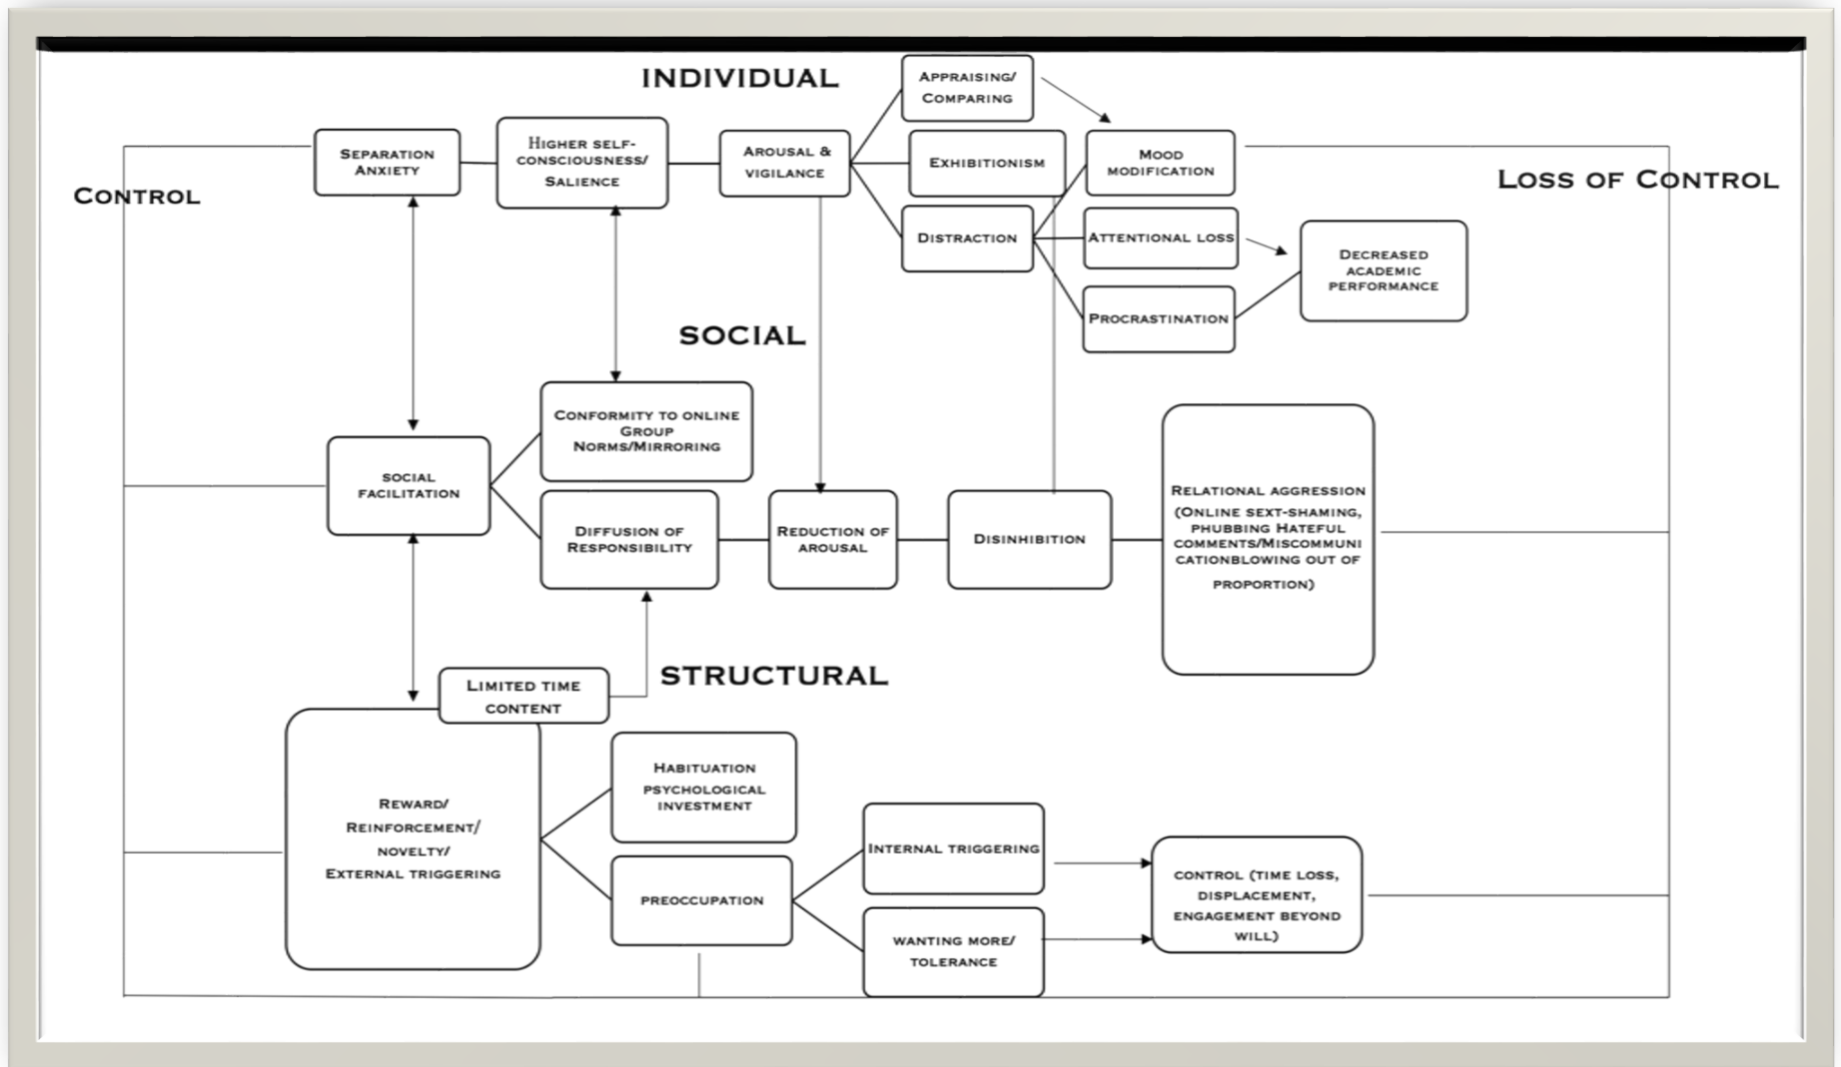 INDIVIDUAL
APPRAISING/
COMPARING
SEPARATION
ANXIETY
HIGHER SELF-
CONSCIOUSNESS/
SALIENCE
AROUSAL &
VIGILANCE
EXHIBITIONISM
MOOD
MODIFICATION
CONTROL
LOSS OF CONTROL
DISTRACTION
ATTENTIONAL LOSS
DECREASED
ACADEMIC
PERFORMANCE
PROCRASTINATION
SOCIAL
CONFORMITY TO ONLINE
GROUP
NORMS/MIRRORING
SOCIAL
FACILITATION
DIFFUSION OF
RESPONSIBILITY
REDUCTION OF
AROUSAL
DISINHIBITION
RELATIONAL AGGRESSION
(ONLINE SEXT-SHAMING,
PHUBBING HATEFUL
COMMENTS/MISCOMMUNI
CATIONBLOWING OUT OF
PROPORTION)
STRUCTURAL
LIMITED TIME
CONTENT
REWARD/
REINFORCEMENT/
NOVELTY/
EXTERNAL TRIGGERING
HABITUATION
PSYCHOLOGICAL
INVESTMENT
PREOCCUPATION
INTERNAL TRIGGERING
WANTING MORE/
TOLERANCE
CONTROL (TIME LOSS,
DISPLACEMENT,
ENGAGEMENT BEYOND
WILL)